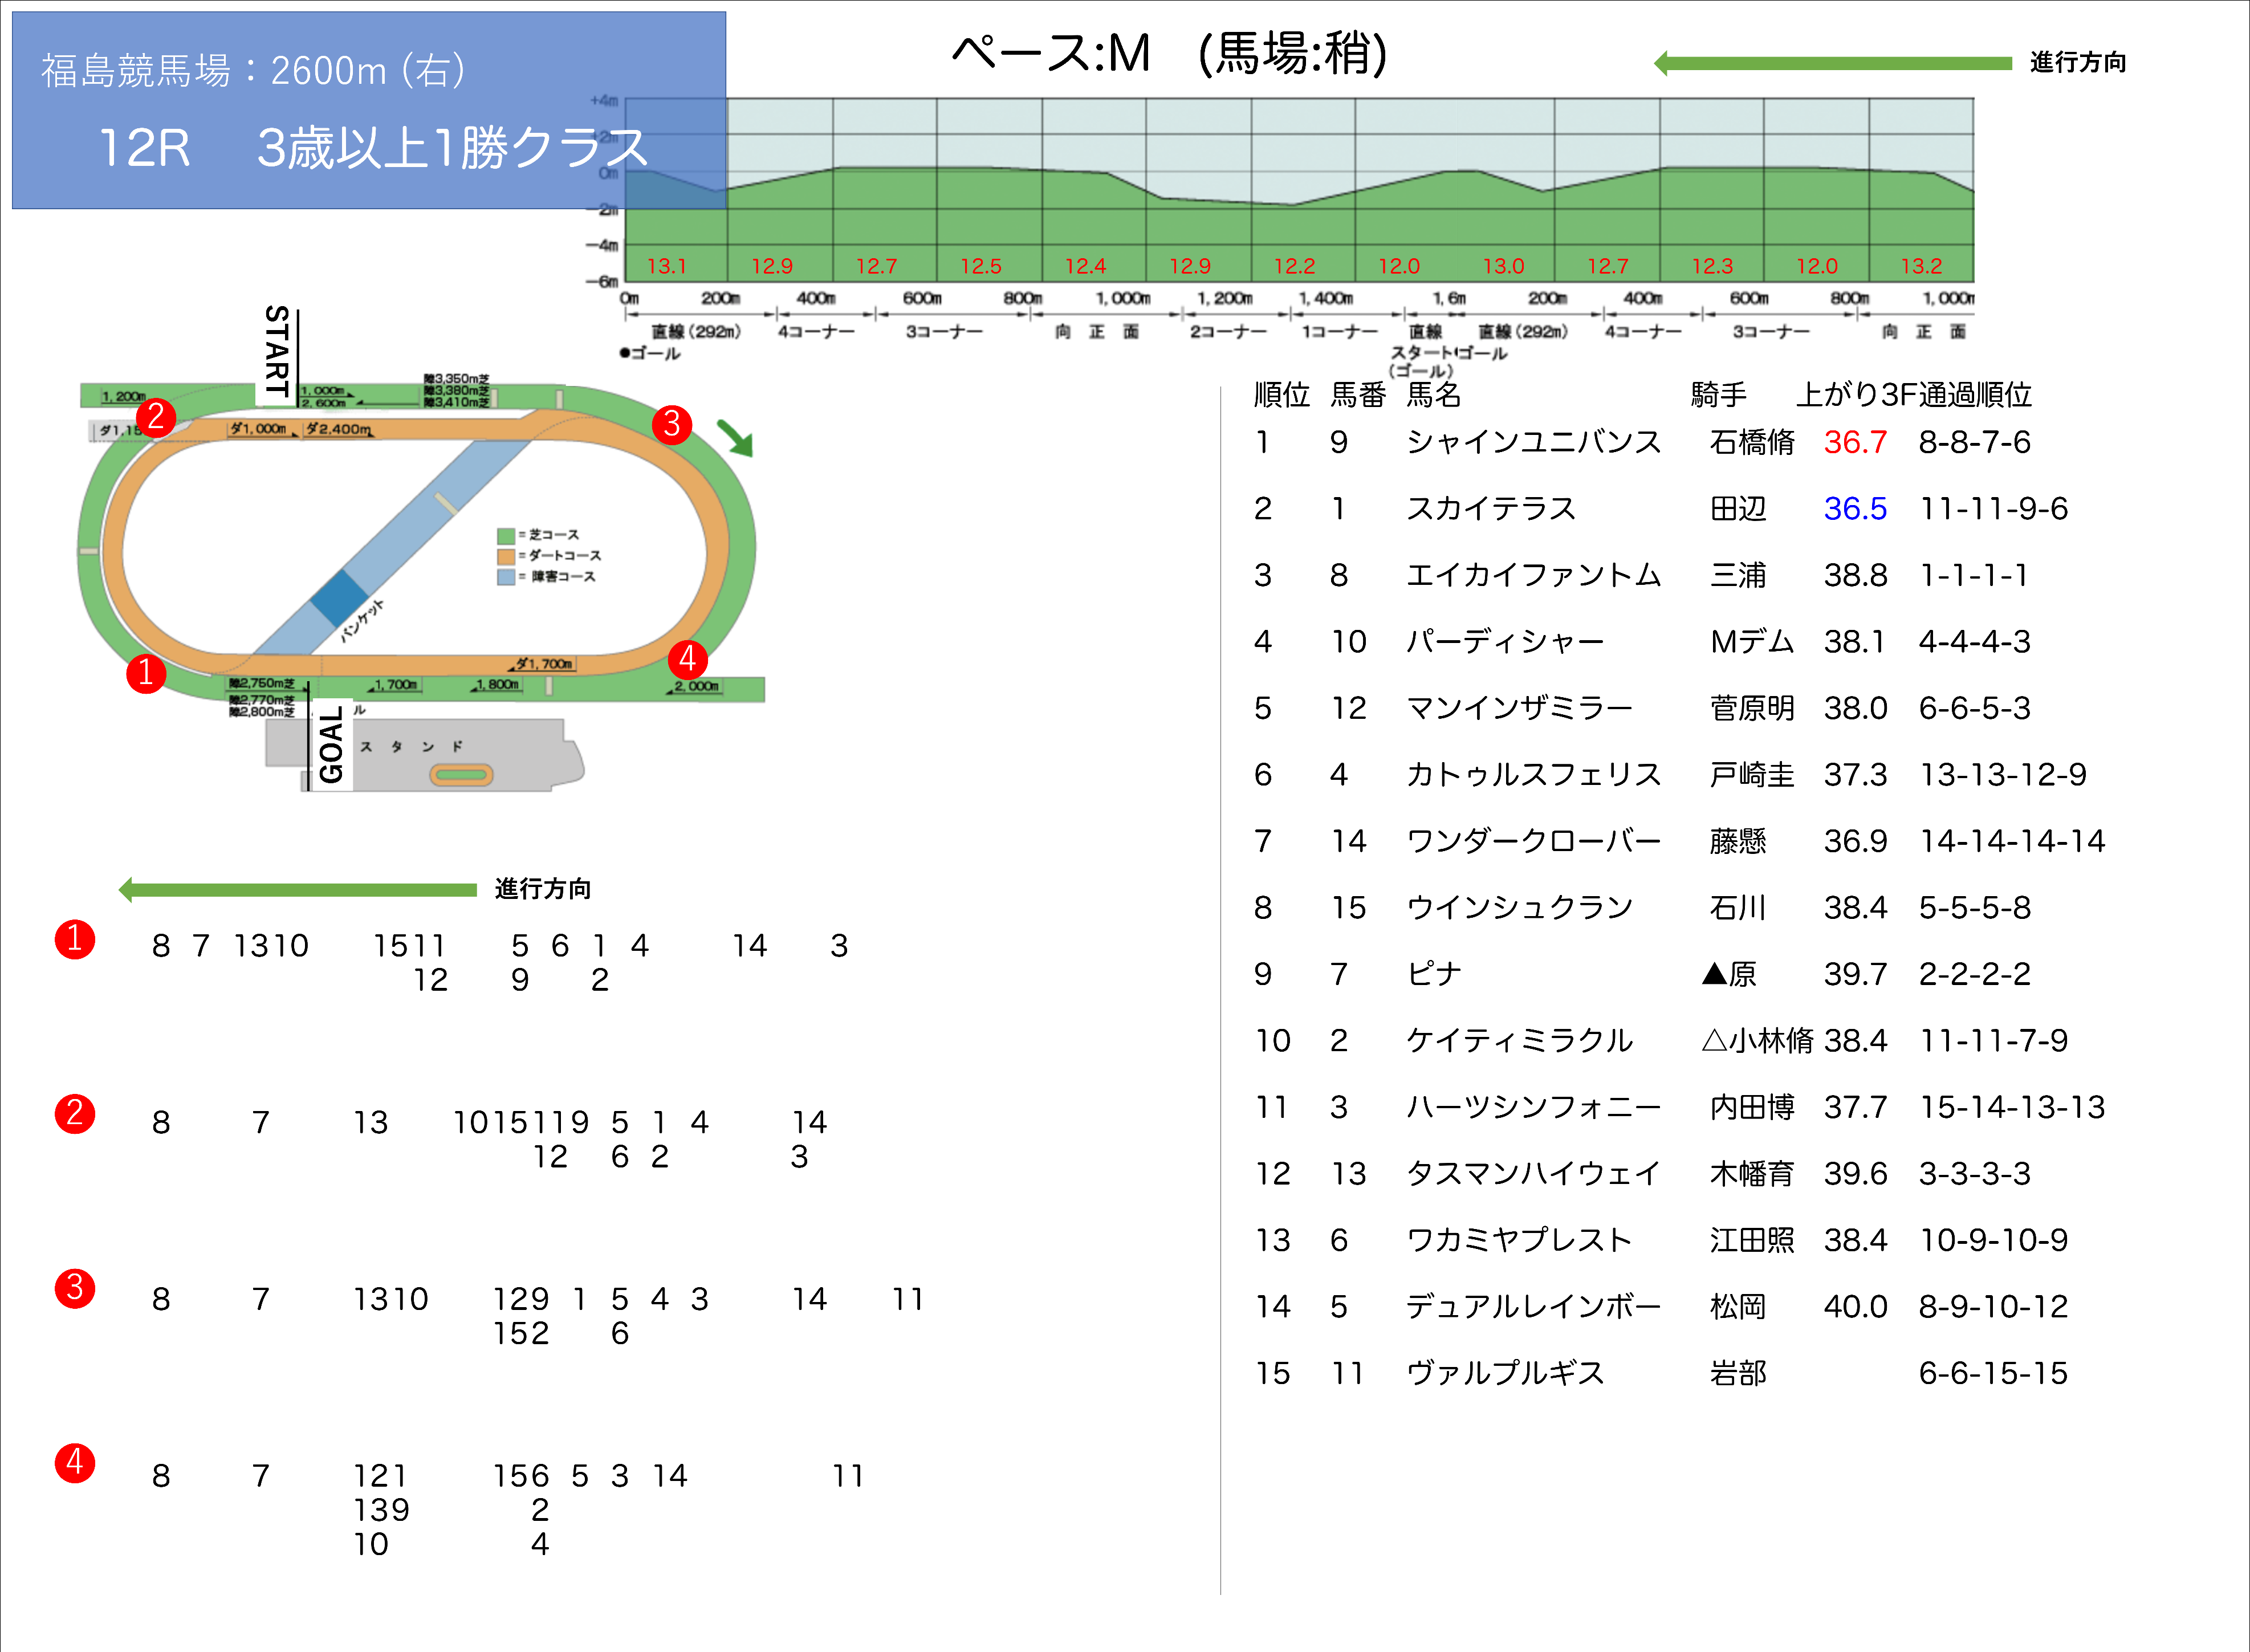 福島競馬場：2600m (右)
12R 3歳以上1勝クラス
ペース:M (馬場:稍)
進行方向
+4m
+2m
0m
−2m
−4m
−6m
13.1 12.9 12.7 12.5 12.4 12.9 12.2 12.0 13.0 12.7 12.3 12.0 13.2
0m 200m 400m 600m 800m 1,000m 1,200m 1,400m 1,6m 200m 400m 600m 800m 1,000m
直線(292m) 4コーナー 3コーナー 向 正 面 2コーナー 1コーナー 直線 直線(292m) 4コーナー 3コーナー 向 正 面
●ゴール スタート ゴール
(ゴール)
START
障3,350m芝
1,200m 1,000m 障3,380m芝
2,600m 障3,410m芝
2 3
ダ1,15 ダ1,000m ダ2,400m
= 芝コース
= ダートコース
= 障害コース
バンケット
1 4
ダ1,700m
障2,750m芝 1,700m 1,800m 2,000m
障2,770m芝
障2,800m芝 ル
GOAL
スタンド
進行方向
1 8 7 1310 1511 5 6 1 4 14 3
12 9 2
2 8 7 13 1015119 5 1 4 14
12 6 2 3
3 8 7 1310 129 1 5 4 3 14 11
152 6
4 8 7 121 156 5 3 14 11
139 2
10 4
順位 馬番 馬名 騎手 上がり3F通過順位
1 9 シャインユニバンス 石橋脩 36.7 8-8-7-6
2 1 スカイテラス 田辺 36.5 11-11-9-6
3 8 エイカイファントム 三浦 38.8 1-1-1-1
4 10 パーディシャー Mデム 38.1 4-4-4-3
5 12 マンインザミラー 菅原明 38.0 6-6-5-3
6 4 カトゥルスフェリス 戸崎圭 37.3 13-13-12-9
7 14 ワンダークローバー 藤懸 36.9 14-14-14-14
8 15 ウインシュクラン 石川 38.4 5-5-5-8
9 7 ピナ ▲原 39.7 2-2-2-2
10 2 ケイティミラクル △小林脩 38.4 11-11-7-9
11 3 ハーツシンフォニー 内田博 37.7 15-14-13-13
12 13 タスマンハイウェイ 木幡育 39.6 3-3-3-3
13 6 ワカミヤプレスト 江田照 38.4 10-9-10-9
14 5 デュアルレインボー 松岡 40.0 8-9-10-12
15 11 ヴァルプルギス 岩部 6-6-15-15